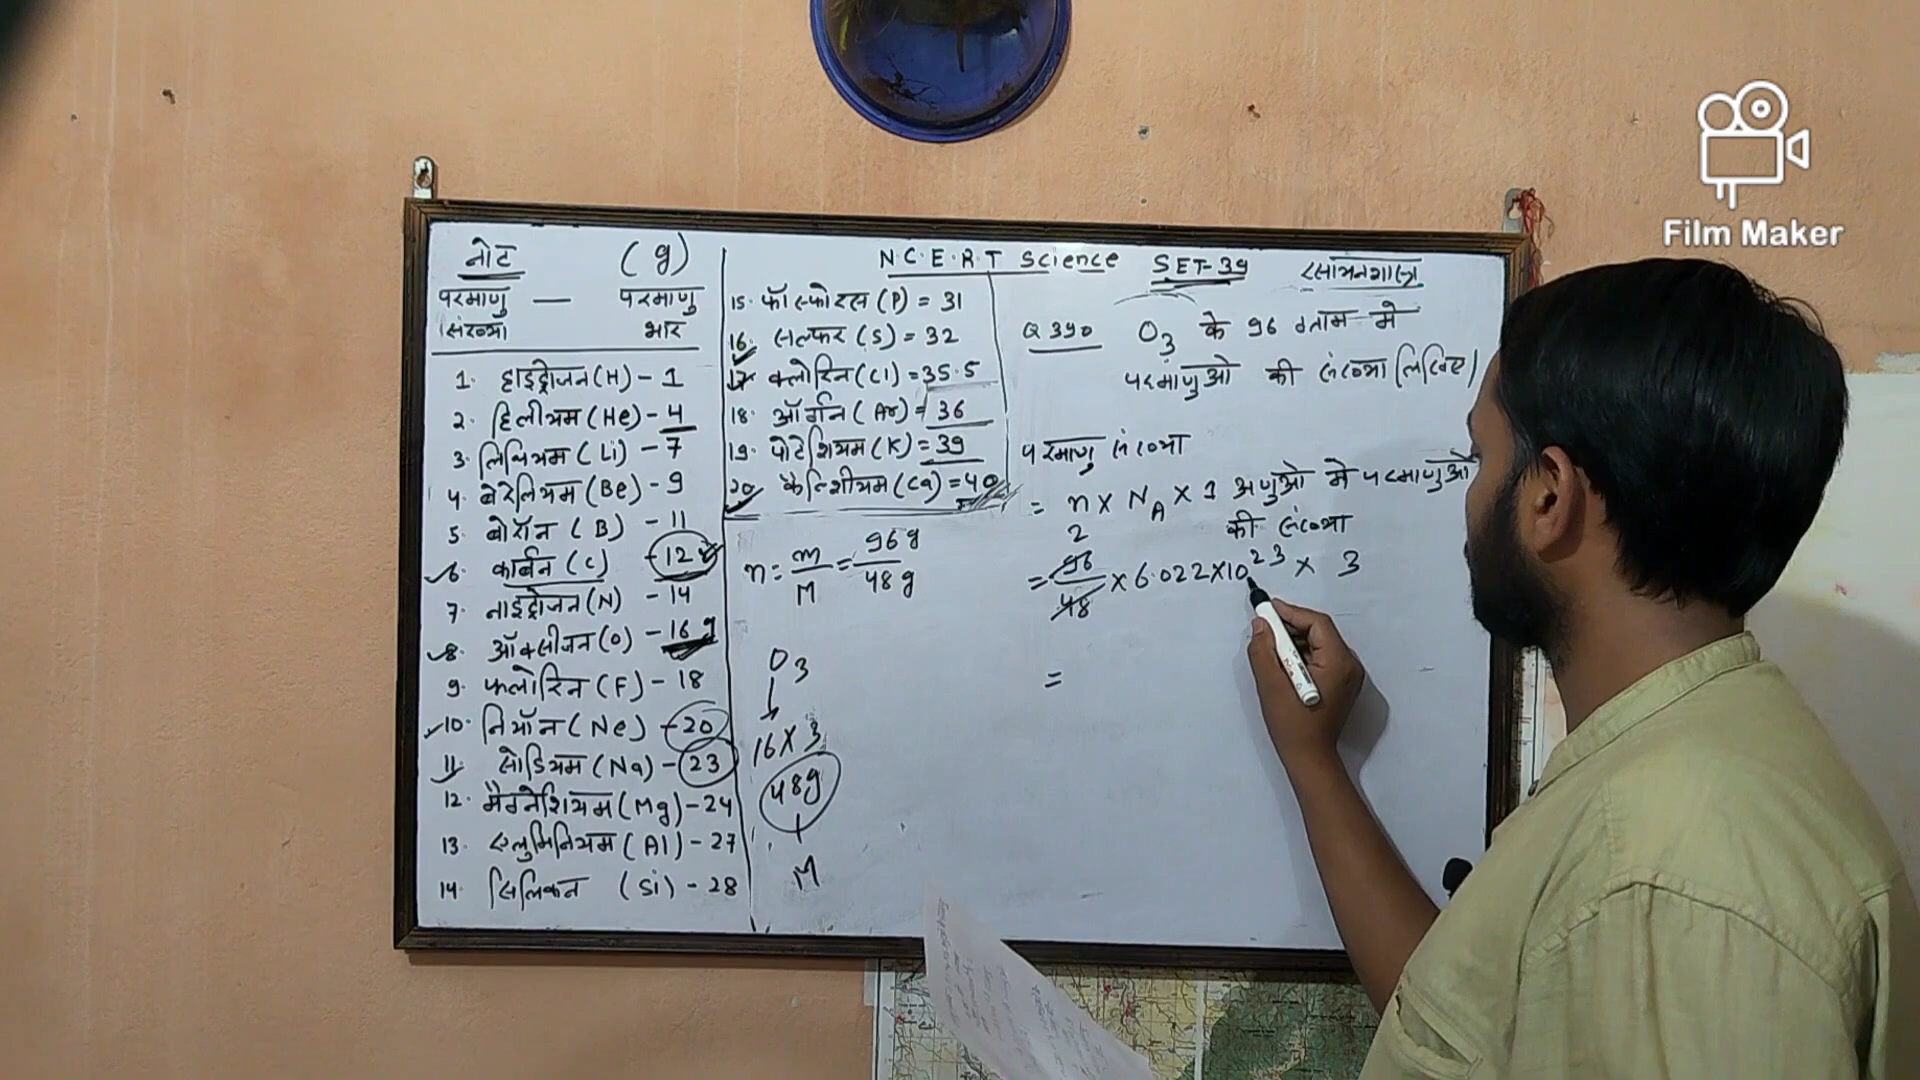 Film Maker
नोट (g)
परमाणु — परमाणु
संख्या भार
1. हाइड्रोजन (H) - 1
2. हिलीयम (He) - 4
3. लिथियम (Li) - 7
4. बेरेलियम (Be) - 9
5. बोरॉन (B) - 11
6. कार्बन (C) - 12
7. नाइट्रोजन (N) - 14
8. ऑक्सीजन (O) - 16 g
9. फ्लोरिन (F) - 18
10. नियॉन (Ne) - 20
11. सोडियम (Na) - 23
12. मैग्नेशियम (Mg) - 24
13. एलुमिनियम (Al) - 27
14. सिलिकन (Si) - 28
N.C.E.R.T Science SET-39 रसायनशास्त्र
15. फॉस्फोरस (P) = 31
16. सल्फर (S) = 32
17. क्लोरिन (Cl) = 35.5
18. ऑर्गन (Ar) = 36
19. पोटेशियम (K) = 39
20. कैल्शियम (Ca) = 40
n = m/M = 96g/48g
O3
16 X 3
48g
M
Q 390 O3 के 96 ग्राम मे
परमाणुओ की संख्या लिखिए।
परमाणु संख्या
= n X NA X 1 अणुओ मे परमाणुओ
की संख्या
2
= 96/48 X 6.022 X 10^23 X 3
=